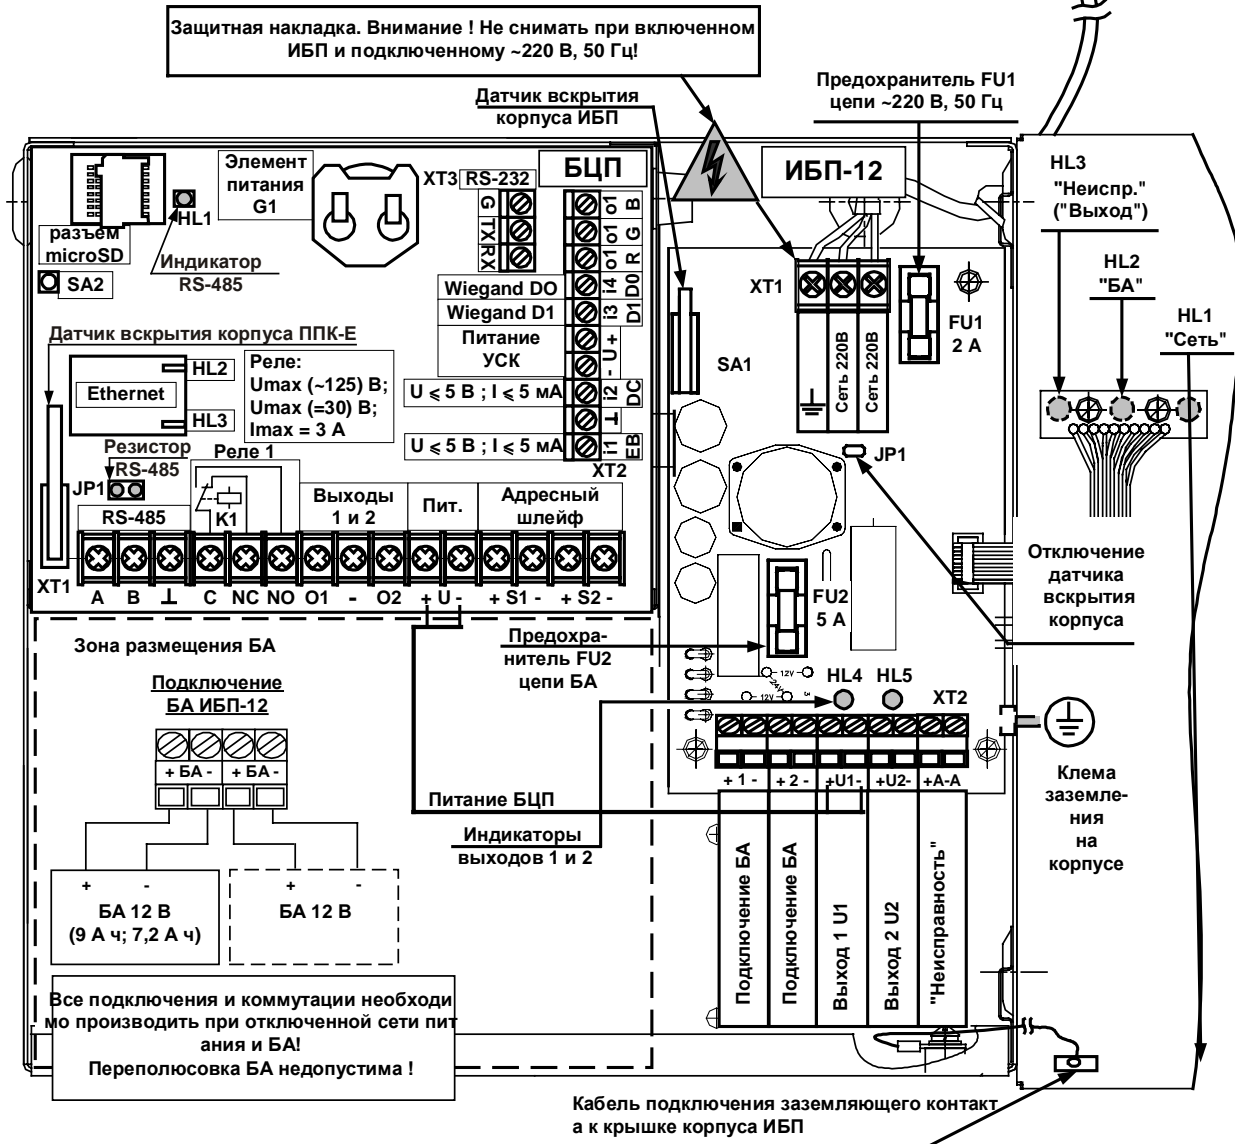 Защитная накладка. Внимание ! Не снимать при включенном
ИБП и подключенному ~220 В, 50 Гц!
Предохранитель FU1
цепи ~220 В, 50 Гц
Датчик вскрытия
корпуса ИБП
HL3
"Неиспр."
("Выход")
HL2
"БА"
HL1
"Сеть"
ИБП-12
БЦП
Элемент
питания
G1
XT3
RS-232
G
TX
RX
HL1
разъем
microSD
Индикатор
RS-485
SA2
o1 B
o1 G
o1 R
i4 D0
i3 D1
- U +
i2 DC
⊥
i1 EB
XT2
Wiegand DO
Wiegand D1
Питание
УСК
U ⩽ 5 В ; I ⩽ 5 мА
U ⩽ 5 В ; I ⩽ 5 мА
Датчик вскрытия корпуса ППК-Е
Ethernet
HL2
HL3
Реле:
Umax (~125) В;
Umax (=30) В;
Imax = 3 А
Резистор
RS-485
JP1
Реле 1
K1
RS-485
Выходы
1 и 2
Пит.
Адресный
шлейф
XT1
A B ⊥ C NC NO O1 - O2 + U - + S1 - + S2 -
XT1
SA1
FU1
2 А
Сеть 220В
Сеть 220В
JP1
Отключение
датчика
вскрытия
корпуса
FU2
5 А
Предохра-
нитель FU2
цепи БА
12V
24V
12V
HL4 HL5
XT2
Зона размещения БА
Подключение
БА ИБП-12
+ БА - + БА -
+ -
БА 12 В
(9 А ч; 7,2 А ч)
+ -
БА 12 В
Питание БЦП
Индикаторы
выходов 1 и 2
+ 1 - + 2 - +U1- +U2- +A-A
Подключение БА
Подключение БА
Выход 1 U1
Выход 2 U2
"Неисправность"
Клема
заземле-
ния
на
корпусе
Все подключения и коммутации необходи
мо производить при отключенной сети пит
ания и БА!
Переполюсовка БА недопустима !
Кабель подключения заземляющего контакт
а к крышке корпуса ИБП